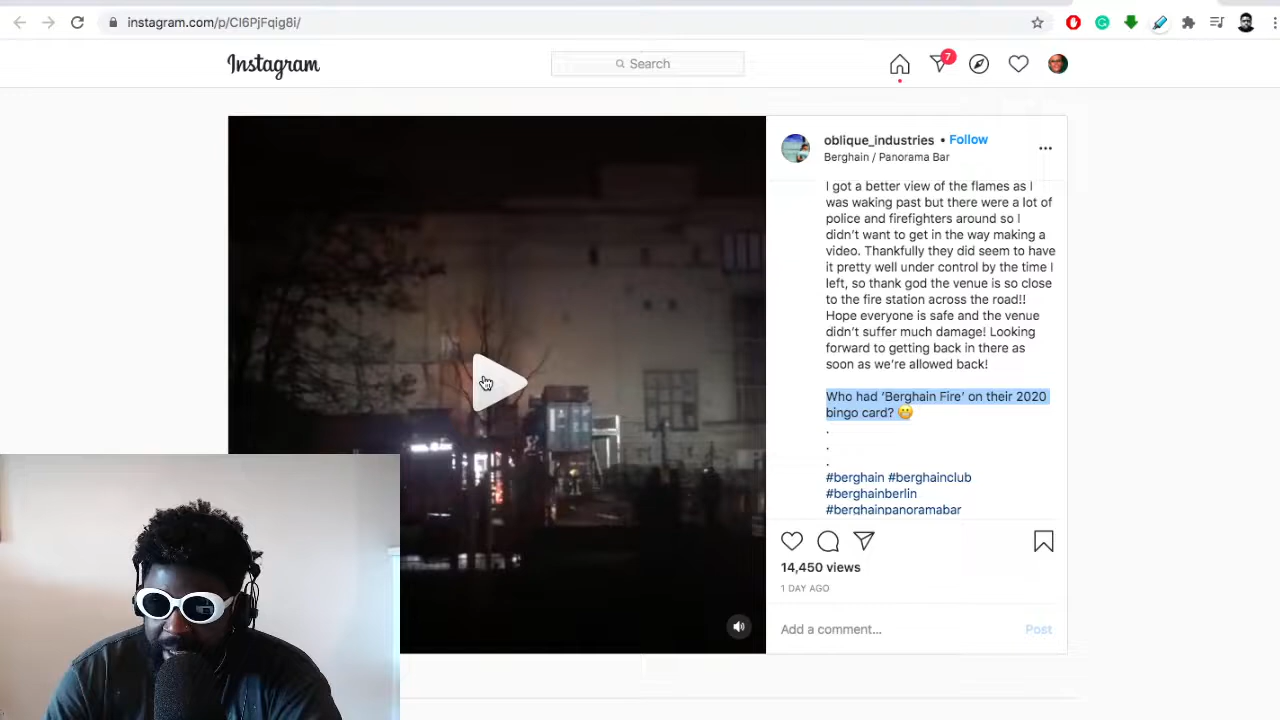 instagram.com/p/CI6PjFqig8i/
Instagram
Search
7
oblique_industries • Follow
Berghain / Panorama Bar
I got a better view of the flames as I
was waking past but there were a lot of
police and firefighters around so I
didn't want to get in the way making a
video. Thankfully they did seem to have
it pretty well under control by the time I
left, so thank god the venue is so close
to the fire station across the road!!
Hope everyone is safe and the venue
didn't suffer much damage! Looking
forward to getting back in there as
soon as we're allowed back!
Who had 'Berghain Fire' on their 2020
bingo card? 😬
.
.
.
#berghain #berghainclub
#berghainberlin
#berghainpanoramabar
14,450 views
1 DAY AGO
Add a comment...
Post